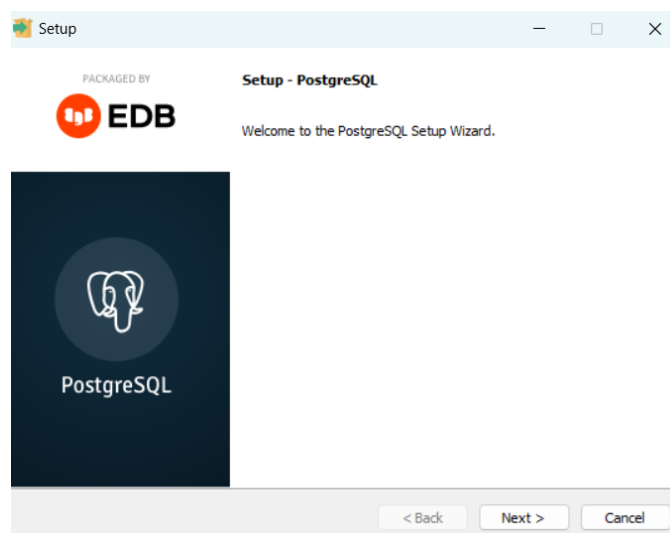 Setup
PACKAGED BY
EDB
Setup - PostgreSQL
Welcome to the PostgreSQL Setup Wizard.
PostgreSQL
< Back
Next >
Cancel